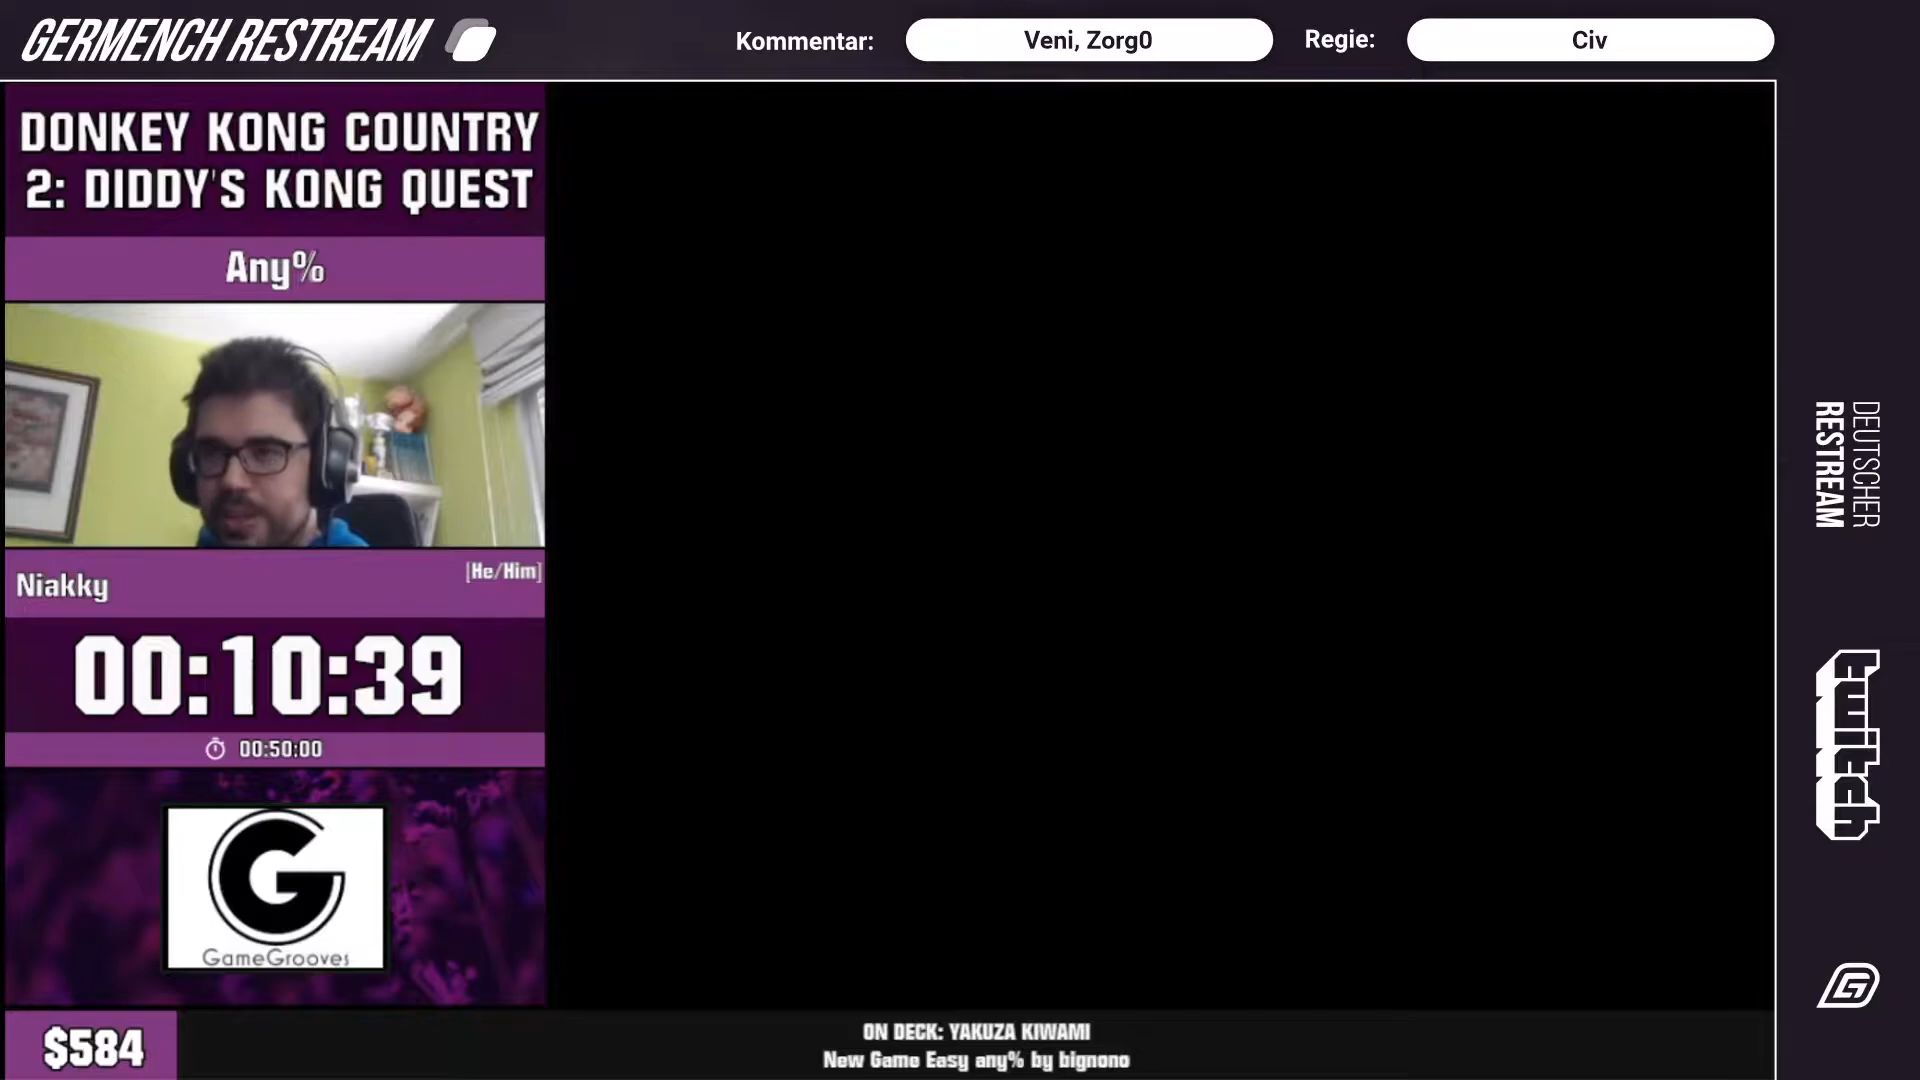 GERMENCH RESTREAM
Kommentar:
Veni, Zorg0
Regie:
Civ
DONKEY KONG COUNTRY
2: DIDDY'S KONG QUEST
Any%
Niakky
[He/Him]
00:10:39
00:50:00
G
GameGrooves
$584
ON DECK: YAKUZA KIWAMI
New Game Easy any% by bignono
DEUTSCHER
RESTREAM
twitch
G